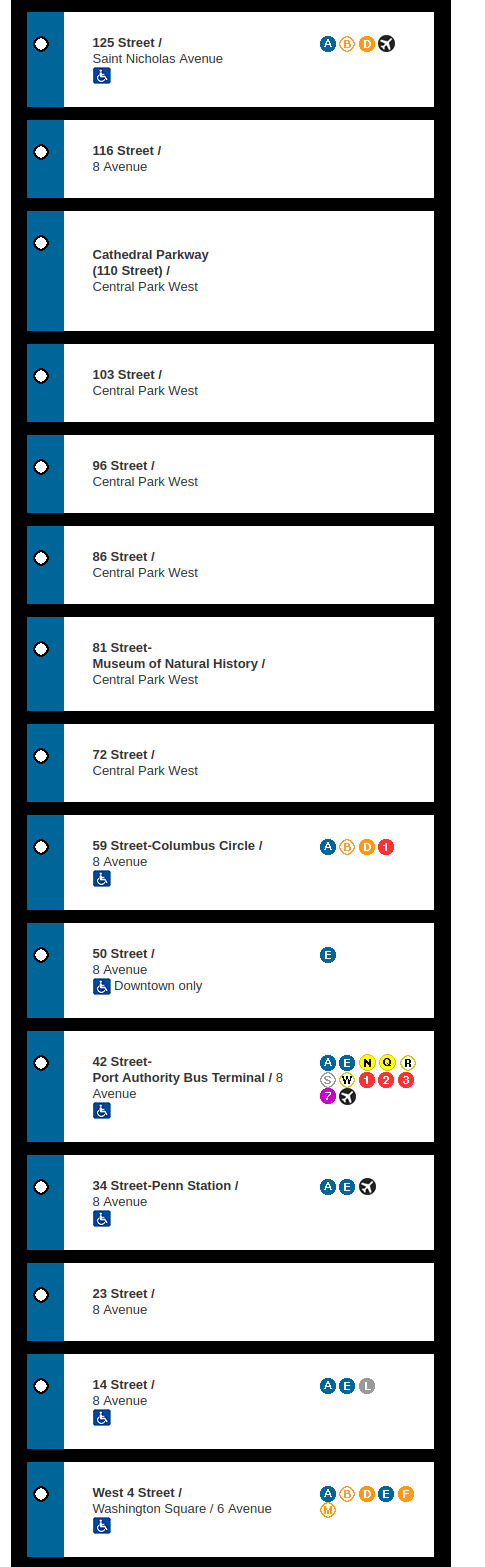 125 Street / A B D
Saint Nicholas Avenue
116 Street /
8 Avenue
Cathedral Parkway
(110 Street) /
Central Park West
103 Street /
Central Park West
96 Street /
Central Park West
86 Street /
Central Park West
81 Street-
Museum of Natural History /
Central Park West
72 Street /
Central Park West
59 Street-Columbus Circle / A B D 1
8 Avenue
50 Street / E
8 Avenue
Downtown only
42 Street- A E N Q R
Port Authority Bus Terminal / 8 S W 1 2 3
Avenue 7
34 Street-Penn Station / A E
8 Avenue
23 Street /
8 Avenue
14 Street / A E L
8 Avenue
West 4 Street / A B D E F
Washington Square / 6 Avenue M